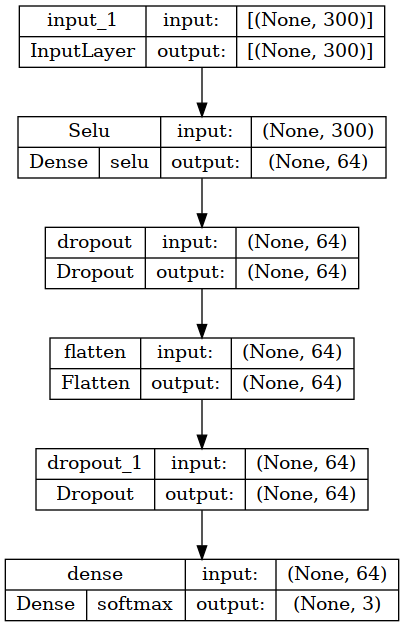 input_1 input: [(None, 300)]
InputLayer output: [(None, 300)]
Selu input: (None, 300)
Dense selu output: (None, 64)
dropout input: (None, 64)
Dropout output: (None, 64)
flatten input: (None, 64)
Flatten output: (None, 64)
dropout_1 input: (None, 64)
Dropout output: (None, 64)
dense input: (None, 64)
Dense softmax output: (None, 3)